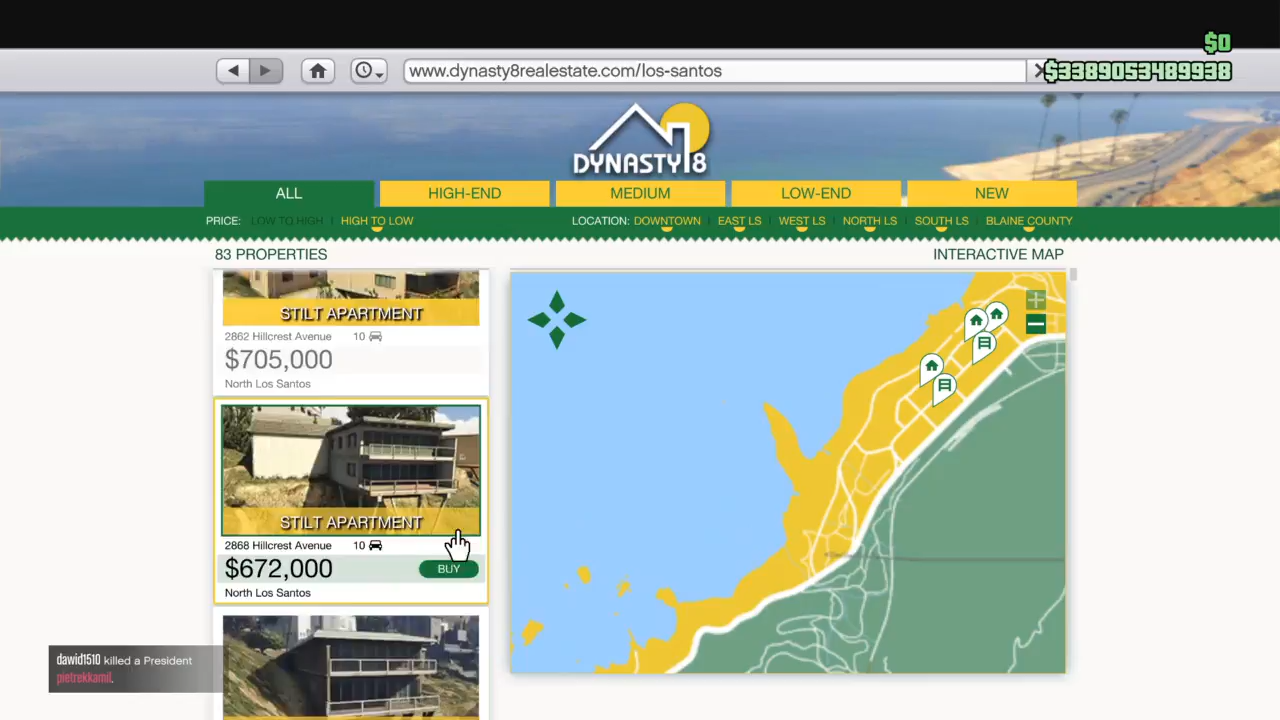 $0
www.dynasty8realestate.com/los-santos
$3389053489938
DYNASTY 8
ALL
HIGH-END
MEDIUM
LOW-END
NEW
PRICE: LOW TO HIGH HIGH TO LOW
LOCATION: DOWNTOWN EAST LS WEST LS NORTH LS SOUTH LS BLAINE COUNTY
83 PROPERTIES
INTERACTIVE MAP
STILT APARTMENT
2862 Hillcrest Avenue 10
$705,000
North Los Santos
STILT APARTMENT
2868 Hillcrest Avenue 10
$672,000
BUY
North Los Santos
dawid1510 killed a President
pietrekkamil.